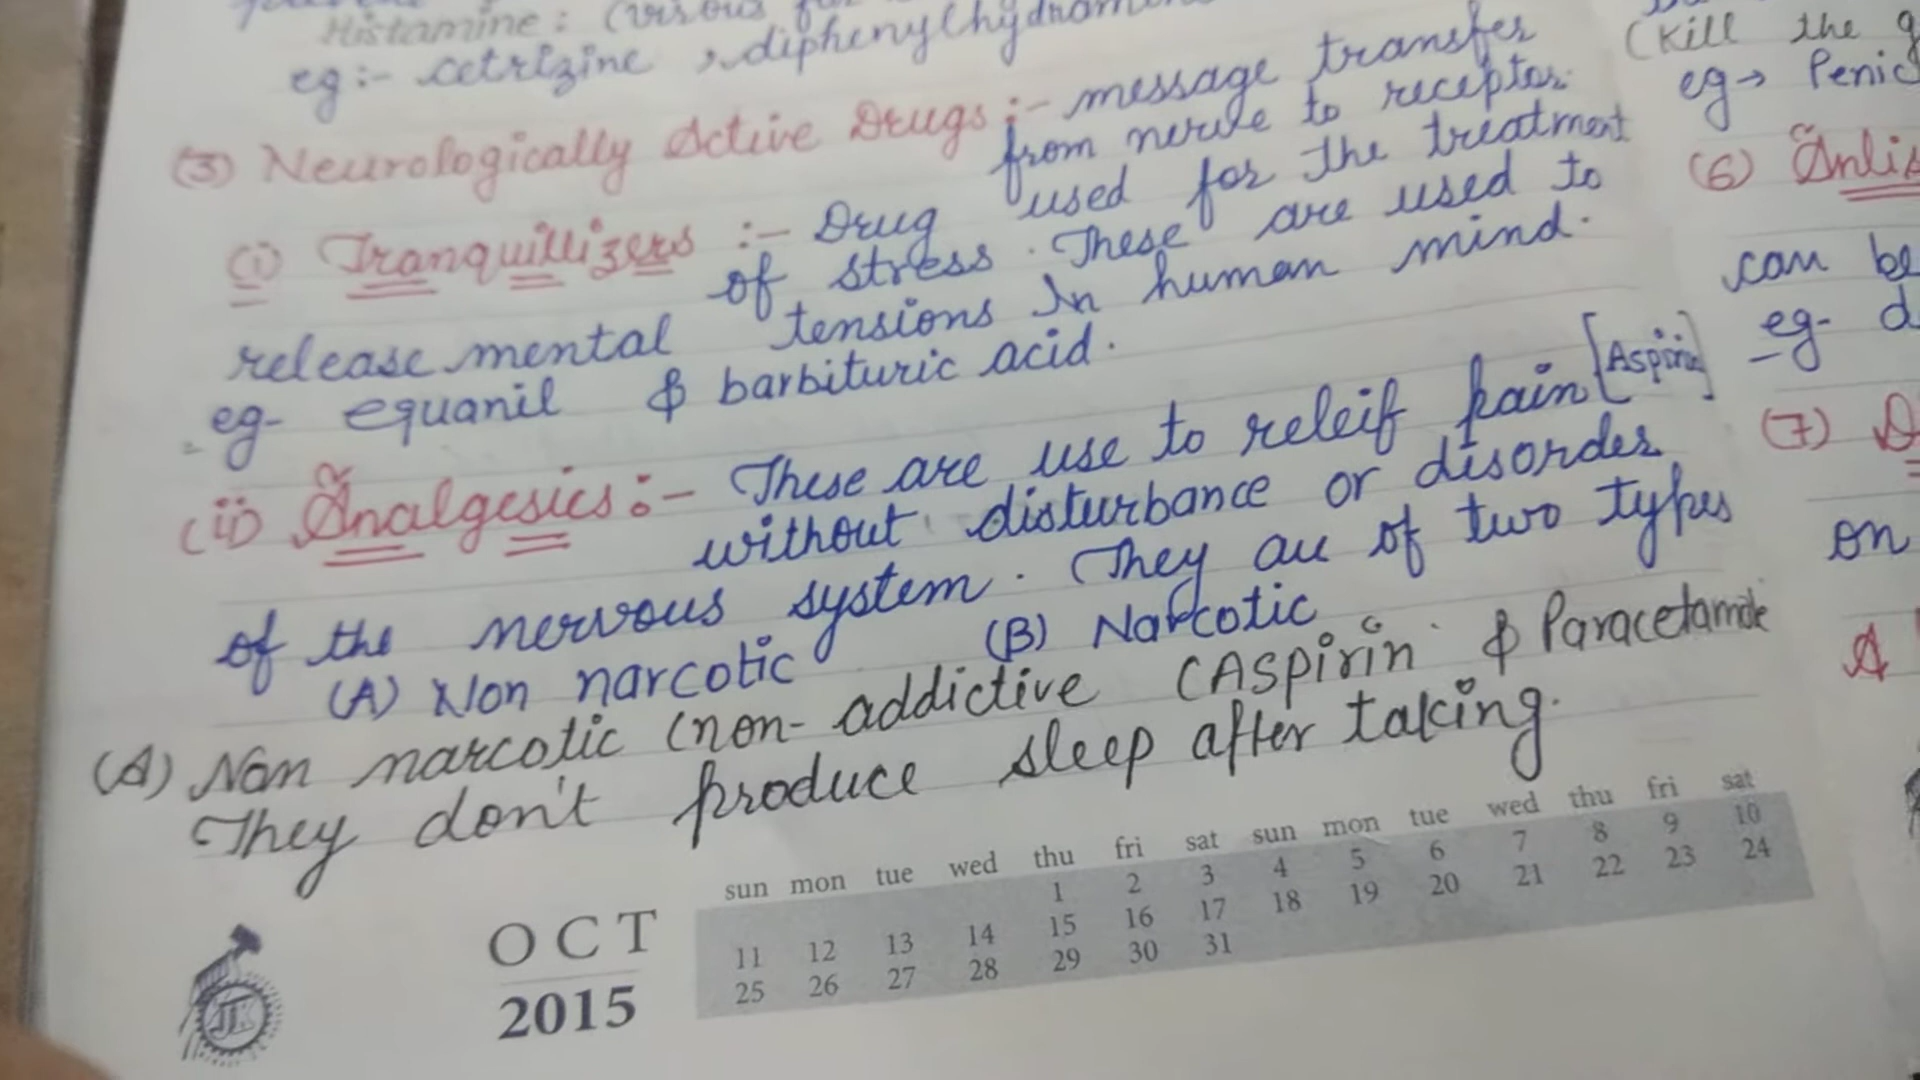 Histamine :
eg :- cetrizine , diphenylhydram
(3) Neurologically Active Drugs :- message transfer
from nerve to receptor.
(i) Tranquillizers :- Drug used for the treatment
of stress. These are used to
release mental tensions In human mind.
eg- equanil & barbituric acid.
(ii) Analgesics :- These are use to releif pain [Aspirin]
without disturbance or disorder
of the nervous system. They are of two types
(A) Non narcotic (B) Narcotic
(A) Non narcotic (non-addictive (Aspirin & Paracetamole
They don't produce sleep after taking.
OCT
2015
sun mon tue wed thu fri sat sun mon tue wed thu fri sat
1 2 3 4 5 6 7 8 9 10
11 12 13 14 15 16 17 18 19 20 21 22 23 24
25 26 27 28 29 30 31
(Kill the g
eg→ Penic
(6)
can be
eg- d
(7) D
on
A